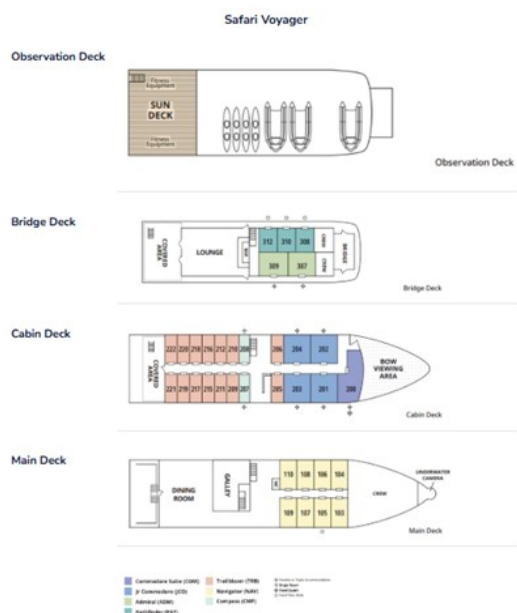 Safari Voyager
Observation Deck
Fitness
Equipment
SUN
DECK
Fitness
Equipment
Observation Deck
Bridge Deck
COVERED
AREA
LOUNGE
BAR
312 310 308
309 307
CREW
CREW
BRIDGE
Bridge Deck
Cabin Deck
COVERED
AREA
222 220 218 216 212 210 208
206 204 202
221 219 217 215 211 209 207
205 203 201
200
BOW
VIEWING
AREA
Cabin Deck
Main Deck
DINING
ROOM
GALLEY
110 108 106 104
109 107 105 103
CREW
UNDERWATER
CAMERA
Main Deck
Commodore Suite (COM)
Jr Commodore (JCO)
Admiral (ADM)
Pathfinder (PAT)
Trailblazer (TRB)
Navigator (NAV)
Compass (CMP)